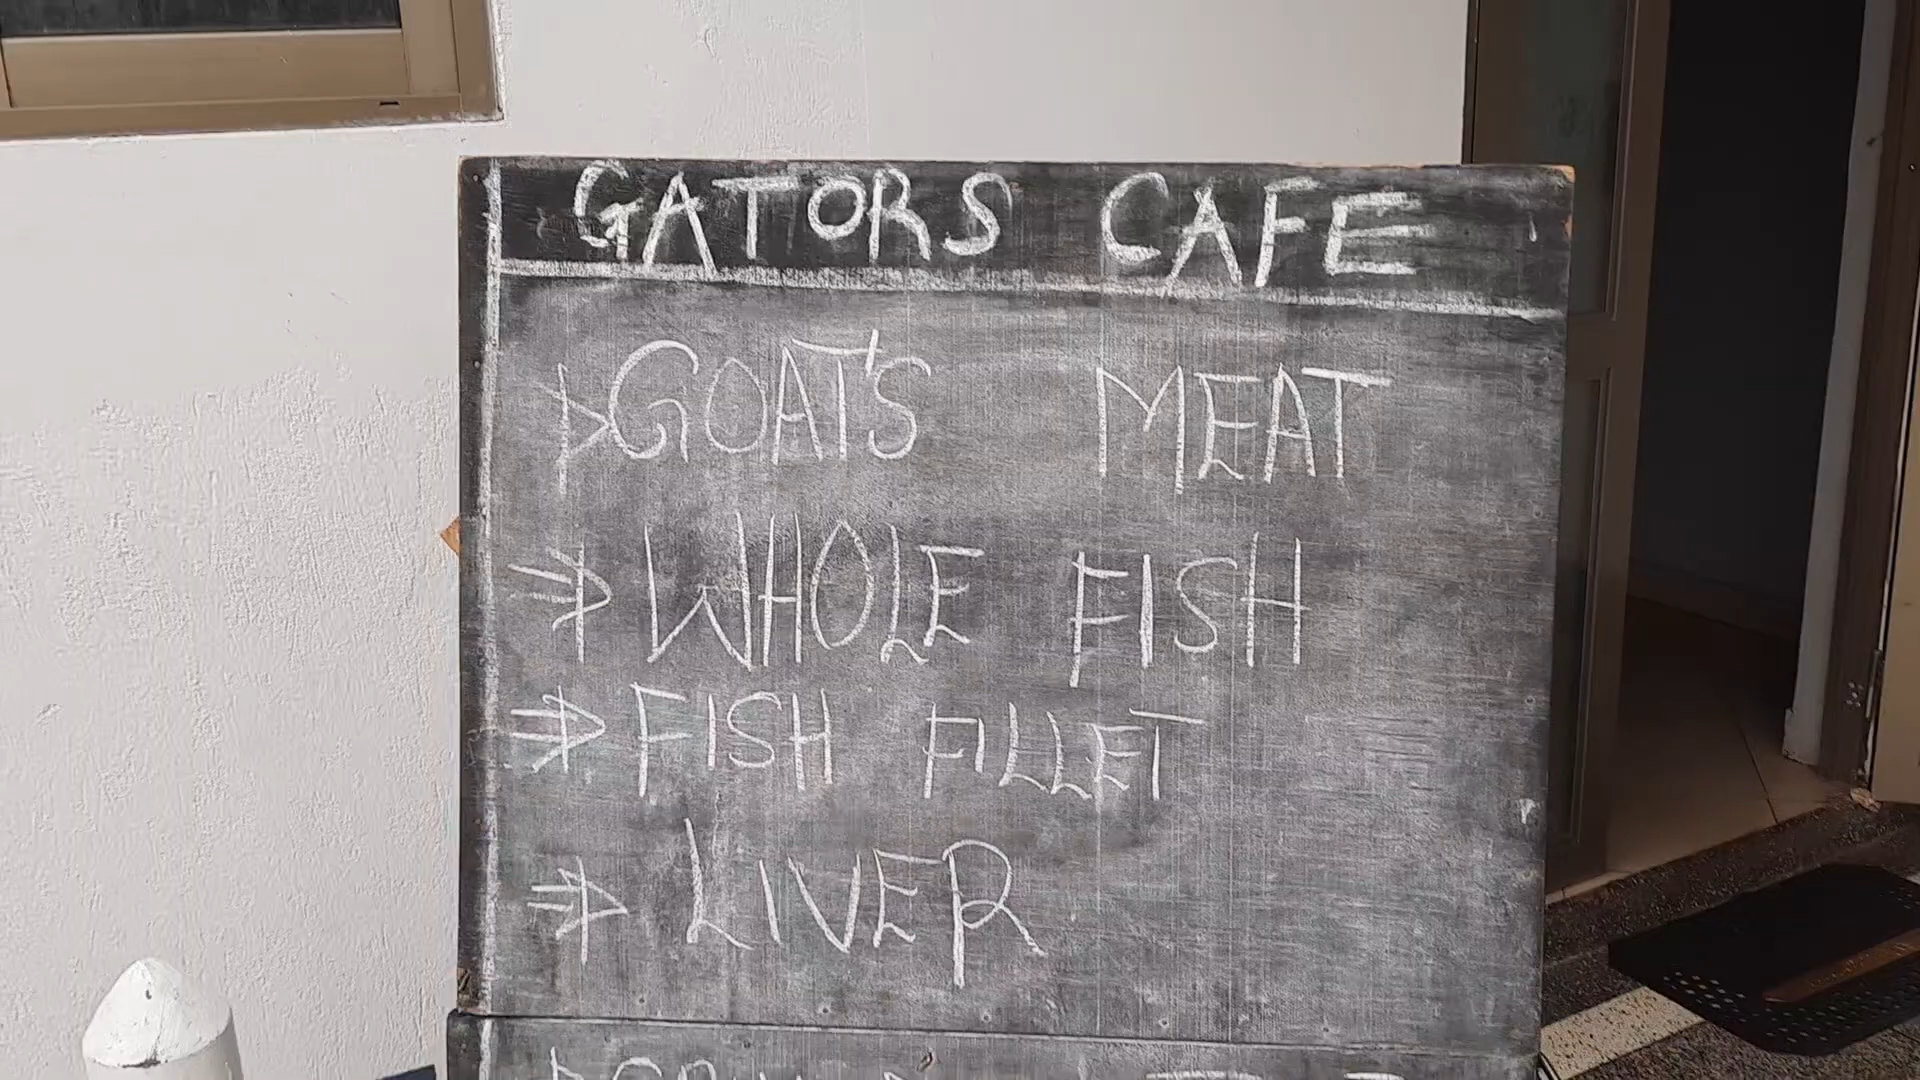 GATORS CAFE
GOAT'S MEAT
⇒ WHOLE FISH
⇒ FISH FILLET
⇒ LIVER